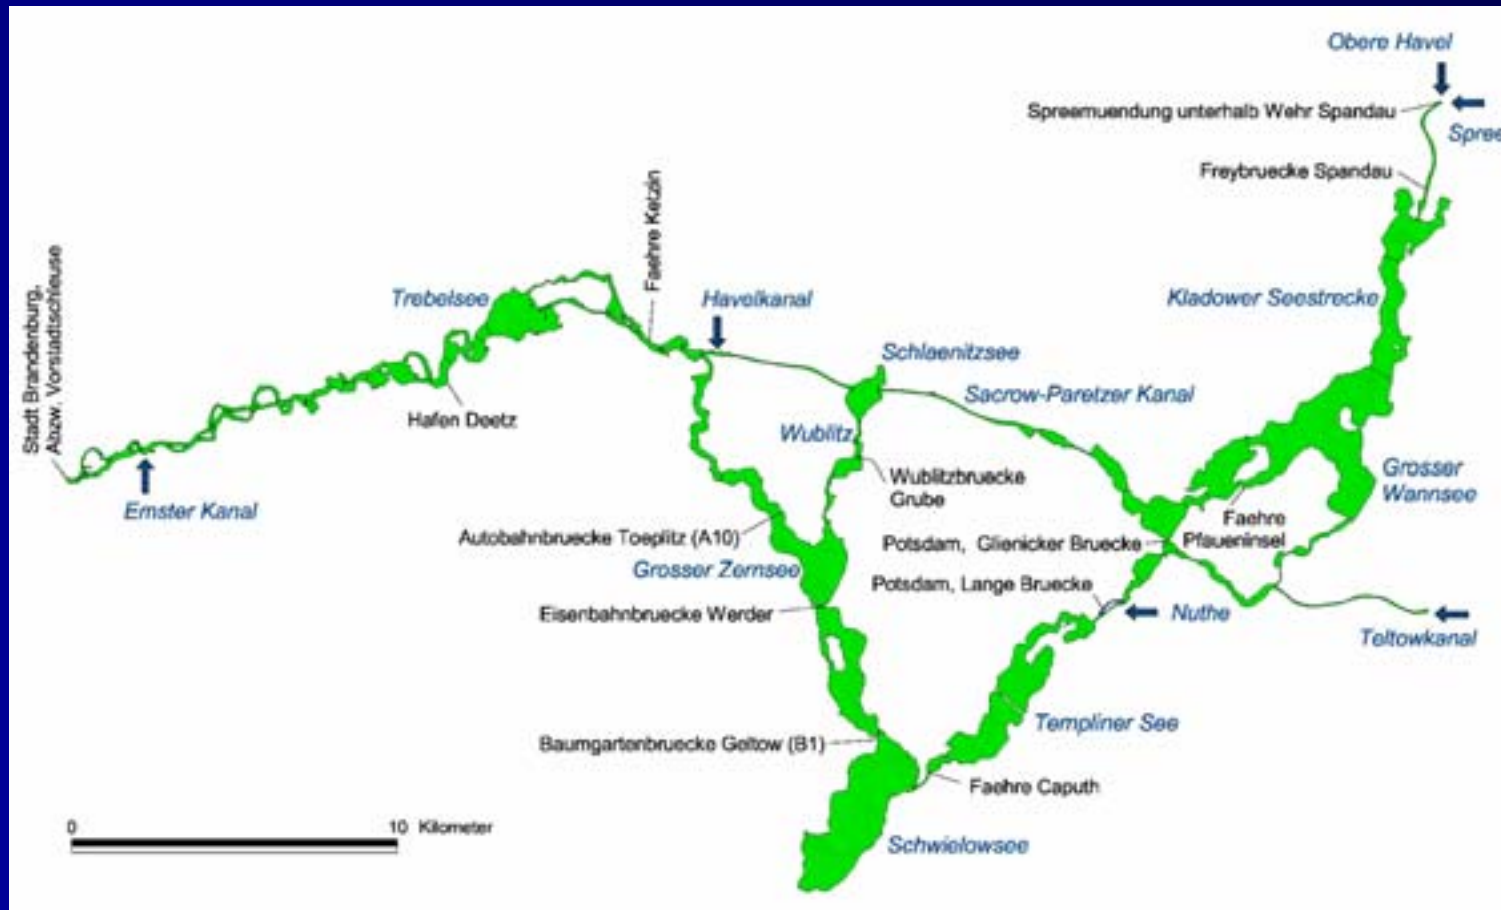 Obere Havel
Spreemuendung unterhalb Wehr Spandau
Spree
Freybruecke Spandau
Faehre Ketzin
Stadt Brandenburg,
Abzw. Vorstadtschleuse
Trebelsee
Havelkanal
Kladower Seestrecke
Schlaenitzsee
Sacrow-Paretzer Kanal
Hafen Deetz
Wublitz
Wublitzbruecke
Grube
Grosser
Wannsee
Emster Kanal
Faehre
Pfaueninsel
Autobahnbruecke Toeplitz (A10)
Potsdam, Glienicker Bruecke
Grosser Zernsee
Potsdam, Lange Bruecke
Eisenbahnbruecke Werder
Nuthe
Teltowkanal
Templiner See
Baumgartenbruecke Geltow (B1)
Faehre Caputh
0 10 Kilometer
Schwielowsee